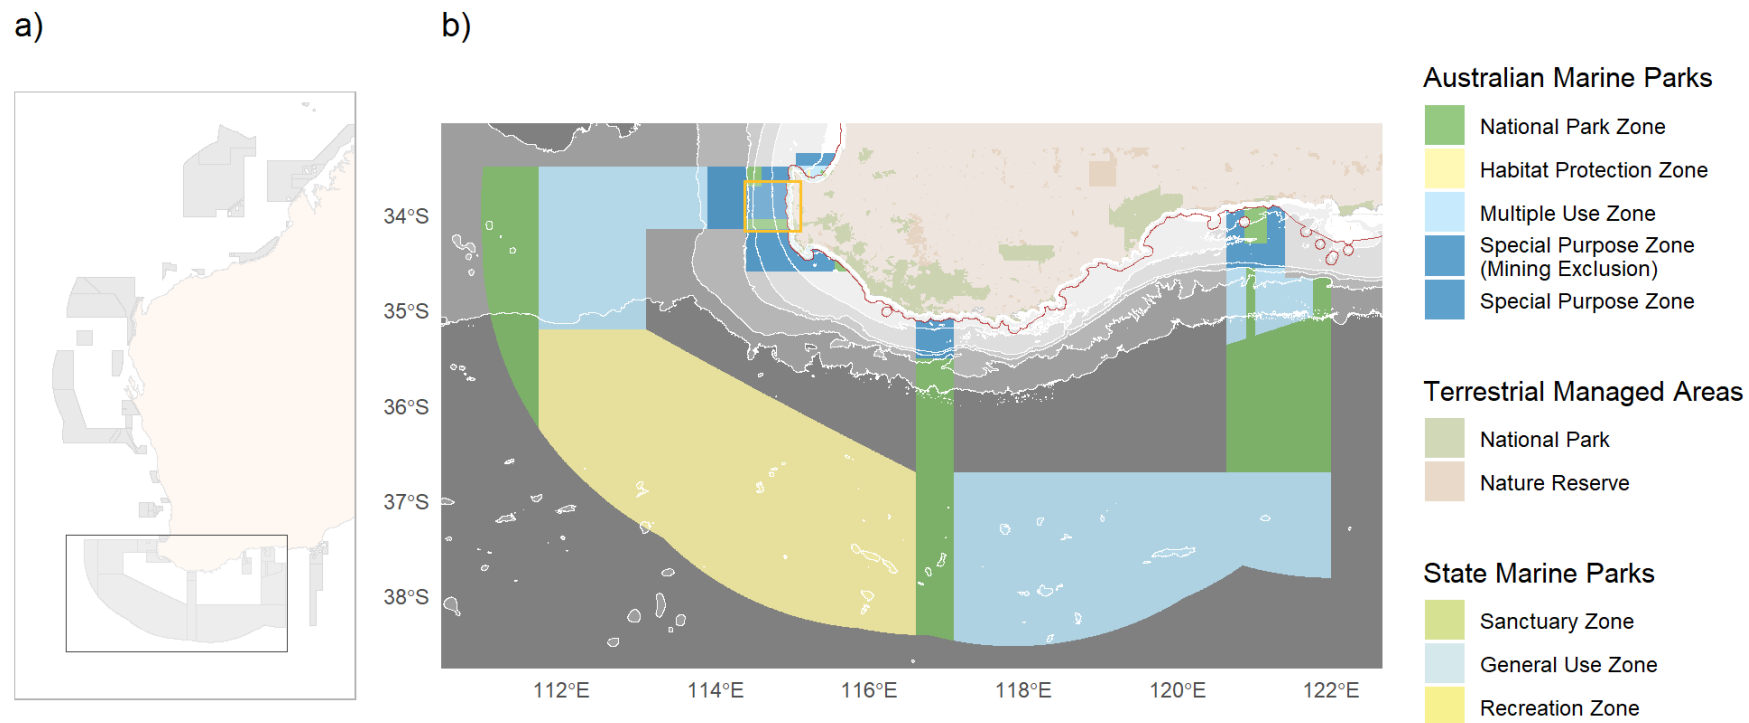 a)
b)
34°S
35°S
36°S
37°S
38°S
112°E
114°E
116°E
118°E
120°E
122°E
Australian Marine Parks
National Park Zone
Habitat Protection Zone
Multiple Use Zone
Special Purpose Zone
(Mining Exclusion)
Special Purpose Zone
Terrestrial Managed Areas
National Park
Nature Reserve
State Marine Parks
Sanctuary Zone
General Use Zone
Recreation Zone